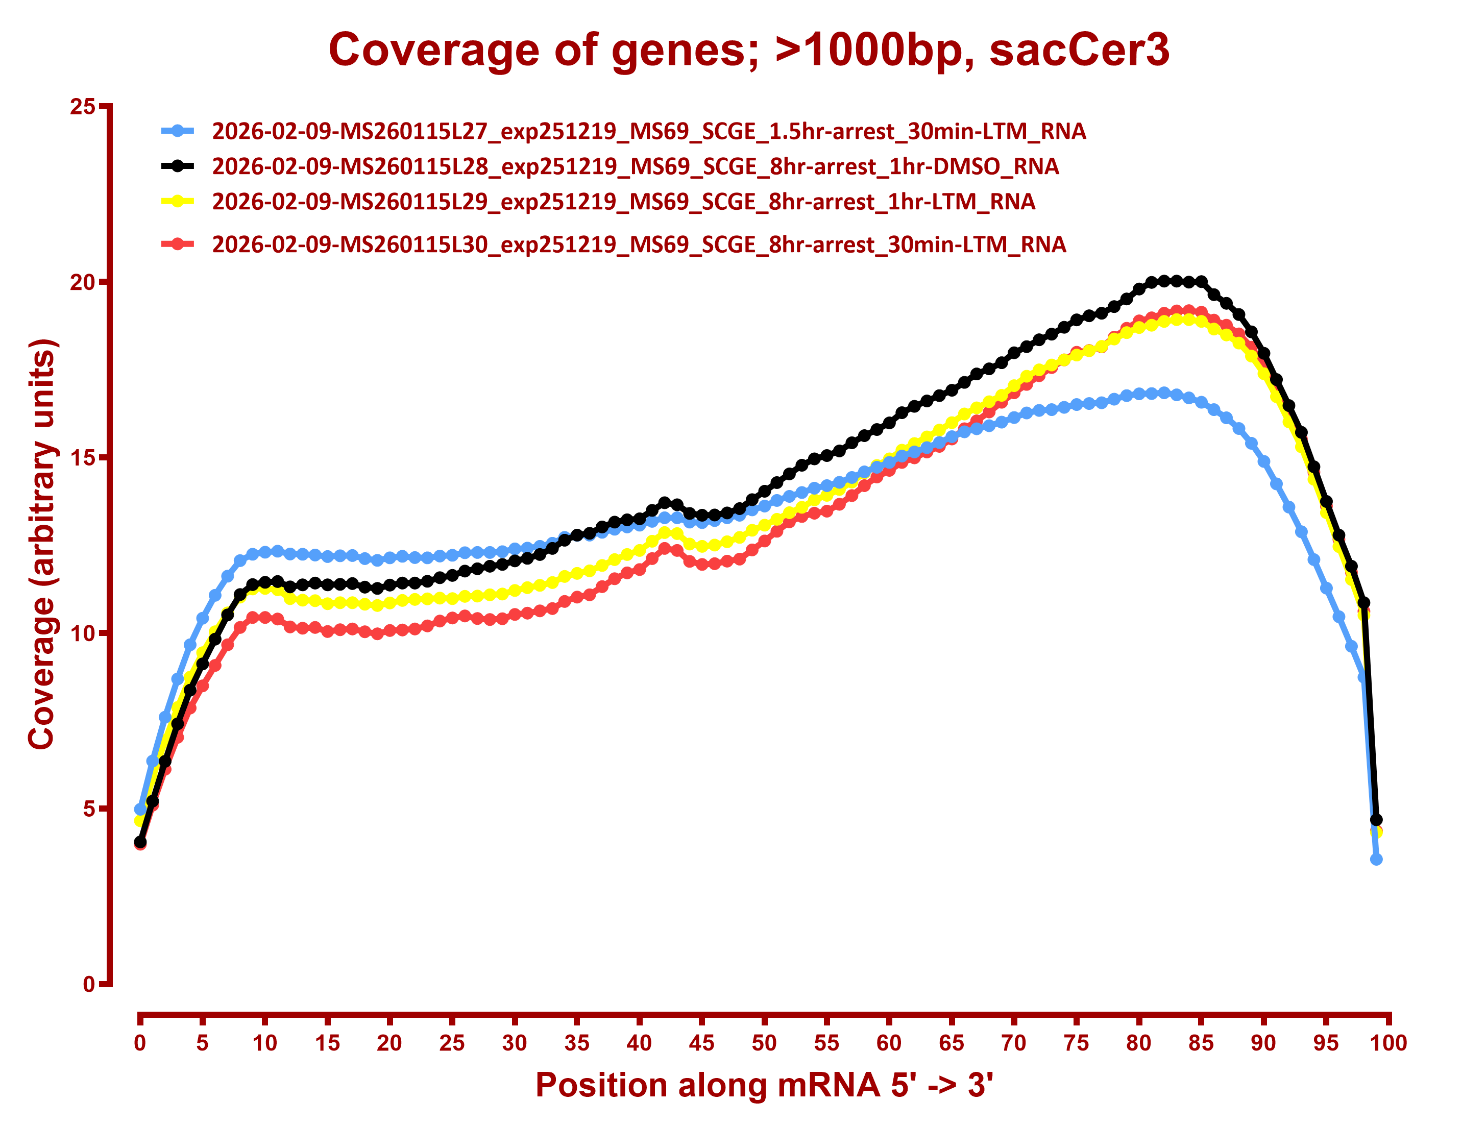 Coverage of genes; >1000bp, sacCer3
25
2026-02-09-MS260115L27_exp251219_MS69_SCGE_1.5hr-arrest_30min-LTM_RNA
2026-02-09-MS260115L28_exp251219_MS69_SCGE_8hr-arrest_1hr-DMSO_RNA
2026-02-09-MS260115L29_exp251219_MS69_SCGE_8hr-arrest_1hr-LTM_RNA
2026-02-09-MS260115L30_exp251219_MS69_SCGE_8hr-arrest_30min-LTM_RNA
20
15
10
5
0
Coverage (arbitrary units)
0 5 10 15 20 25 30 35 40 45 50 55 60 65 70 75 80 85 90 95 100
Position along mRNA 5' -> 3'